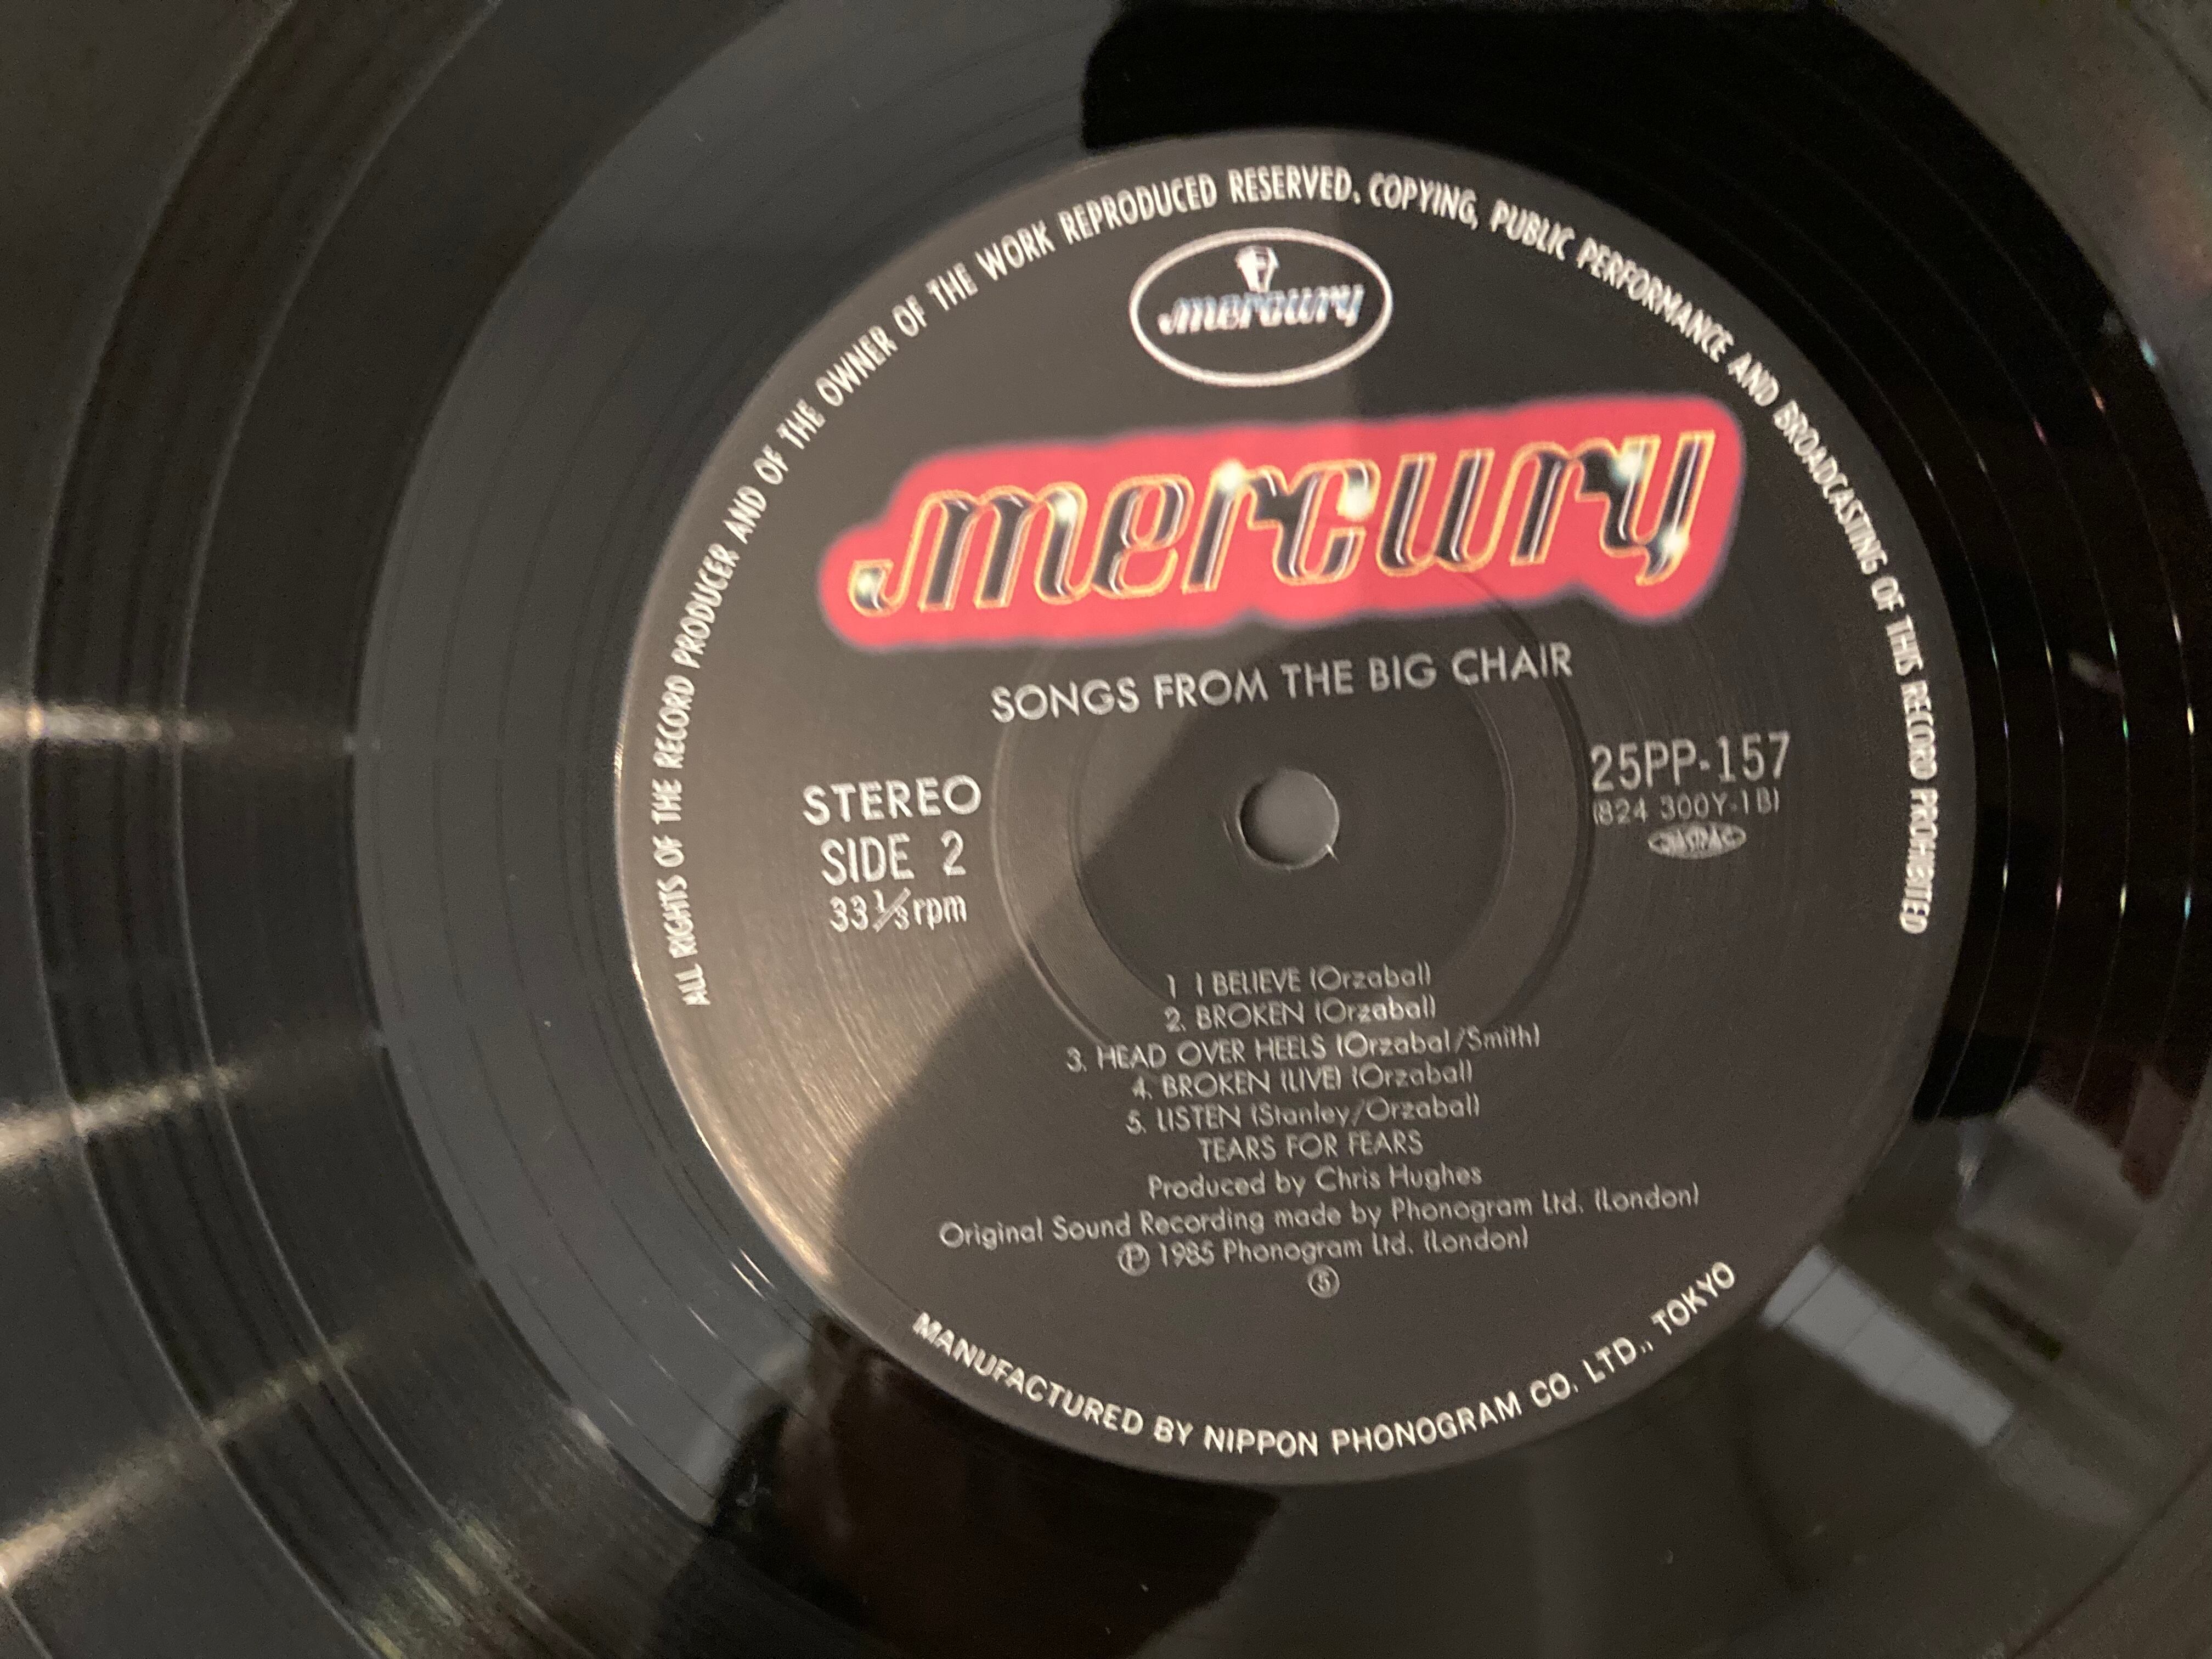 ALL RIGHTS OF THE RECORD PRODUCER AND OF THE OWNER OF THE WORK REPRODUCED RESERVED. COPYING, PUBLIC PERFORMANCE AND BROADCASTING OF THIS RECORD PROHIBITED
mercury
mercury
SONGS FROM THE BIG CHAIR
STEREO
SIDE 2
33⅓rpm
25PP-157
(824 300Y-1B)
JASRAC
1 I BELIEVE (Orzabal)
2. BROKEN (Orzabal)
3. HEAD OVER HEELS (Orzabal/Smith)
4. BROKEN (LIVE) (Orzabal)
5. LISTEN (Stanley/Orzabal)
TEARS FOR FEARS
Produced by Chris Hughes
Original Sound Recording made by Phonogram Ltd. (London)
Ⓟ 1985 Phonogram Ltd. (London)
⑤
MANUFACTURED BY NIPPON PHONOGRAM CO. LTD., TOKYO